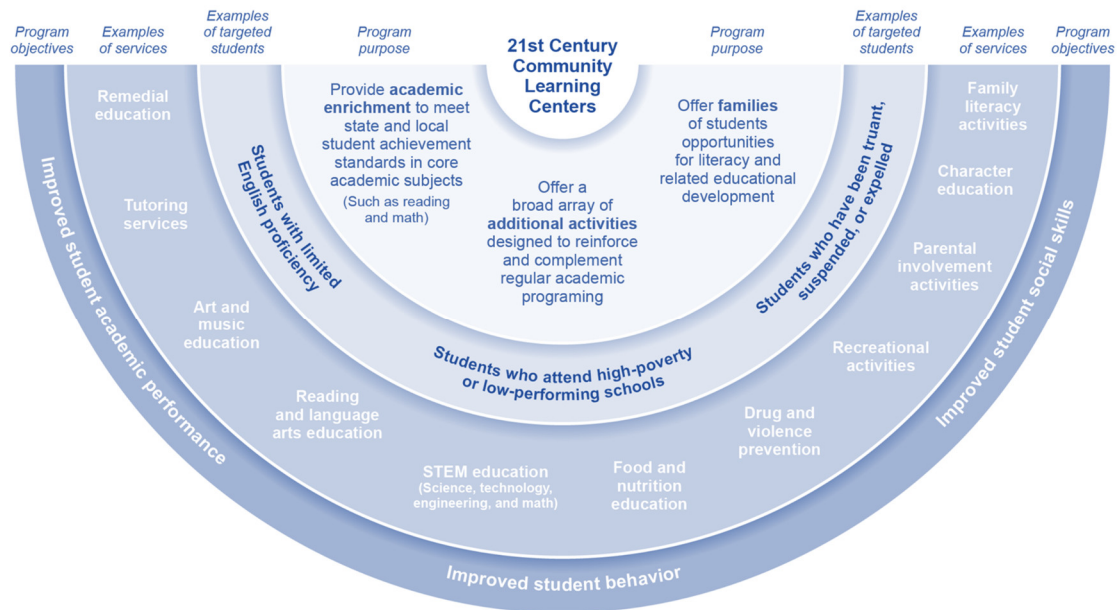 Program
objectives
Examples
of services
Examples
of targeted
students
Program
purpose
21st Century
Community
Learning
Centers
Program
purpose
Examples
of targeted
students
Examples
of services
Program
objectives
Provide academic
enrichment to meet
state and local
student achievement
standards in core
academic subjects
(Such as reading
and math)
Offer a
broad array of
additional activities
designed to reinforce
and complement
regular academic
programing
Offer families
of students
opportunities
for literacy and
related educational
development
Students with limited
English proficiency
Students who attend high-poverty
or low-performing schools
Students who have been truant,
suspended, or expelled
Remedial
education
Tutoring
services
Art and
music
education
Reading
and language
arts education
STEM education
(Science, technology,
engineering, and math)
Food and
nutrition
education
Drug and
violence
prevention
Recreational
activities
Parental
involvement
activities
Character
education
Family
literacy
activities
Improved student academic performance
Improved student behavior
Improved student social skills